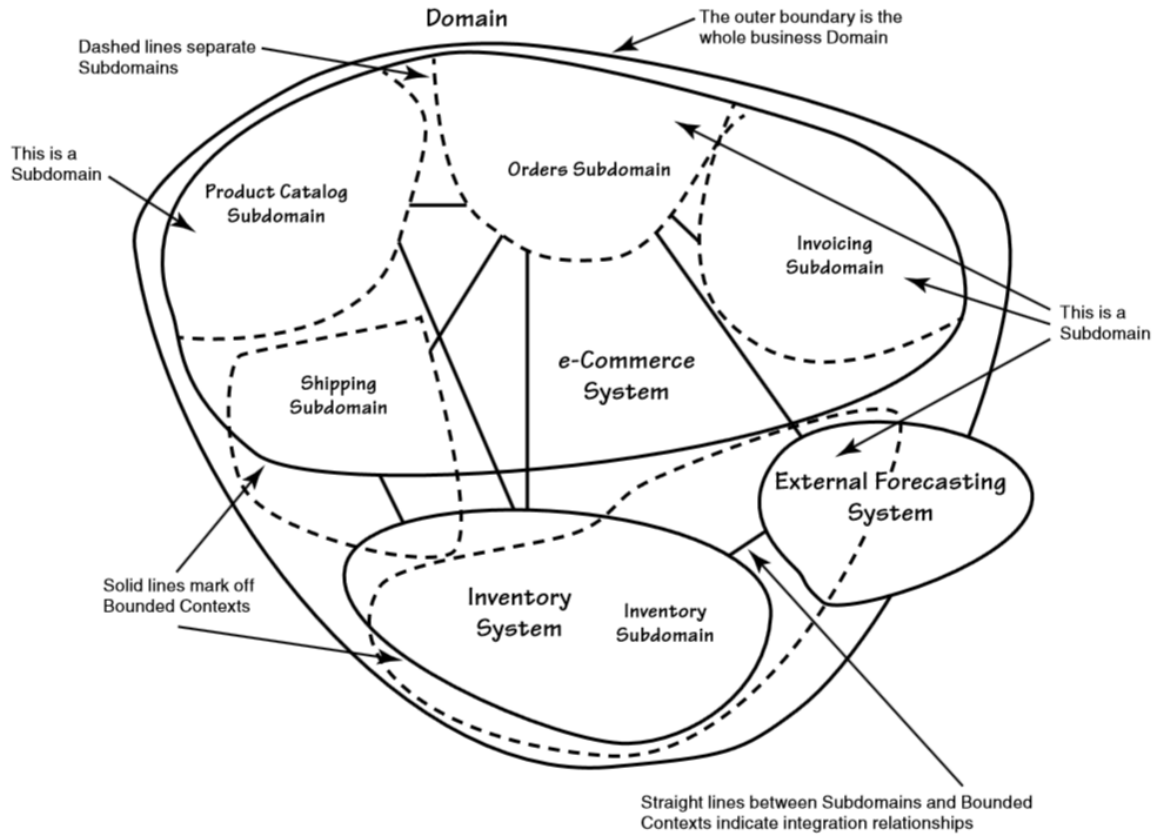 Domain
The outer boundary is the
whole business Domain
Dashed lines separate
Subdomains
This is a
Subdomain
Product Catalog
Subdomain
Orders Subdomain
Invoicing
Subdomain
This is a
Subdomain
e-Commerce
System
Shipping
Subdomain
External Forecasting
System
Solid lines mark off
Bounded Contexts
Inventory
System
Inventory
Subdomain
Straight lines between Subdomains and Bounded
Contexts indicate integration relationships